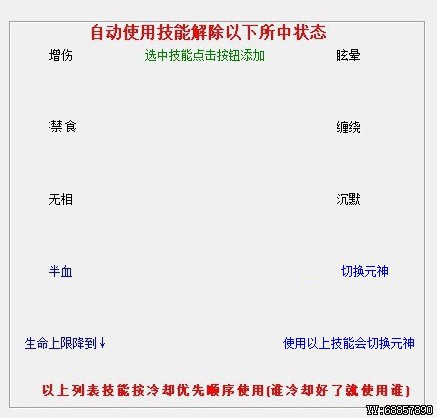 自动使用技能解除以下所中状态
增伤 选中技能点击按钮添加 眩晕
禁食 缠绕
无相 沉默
半血 切换元神
生命上限降到↓ 使用以上技能会切换元神
以上列表技能按冷却优先顺序使用(谁冷却好了就使用谁)
YY:68857890